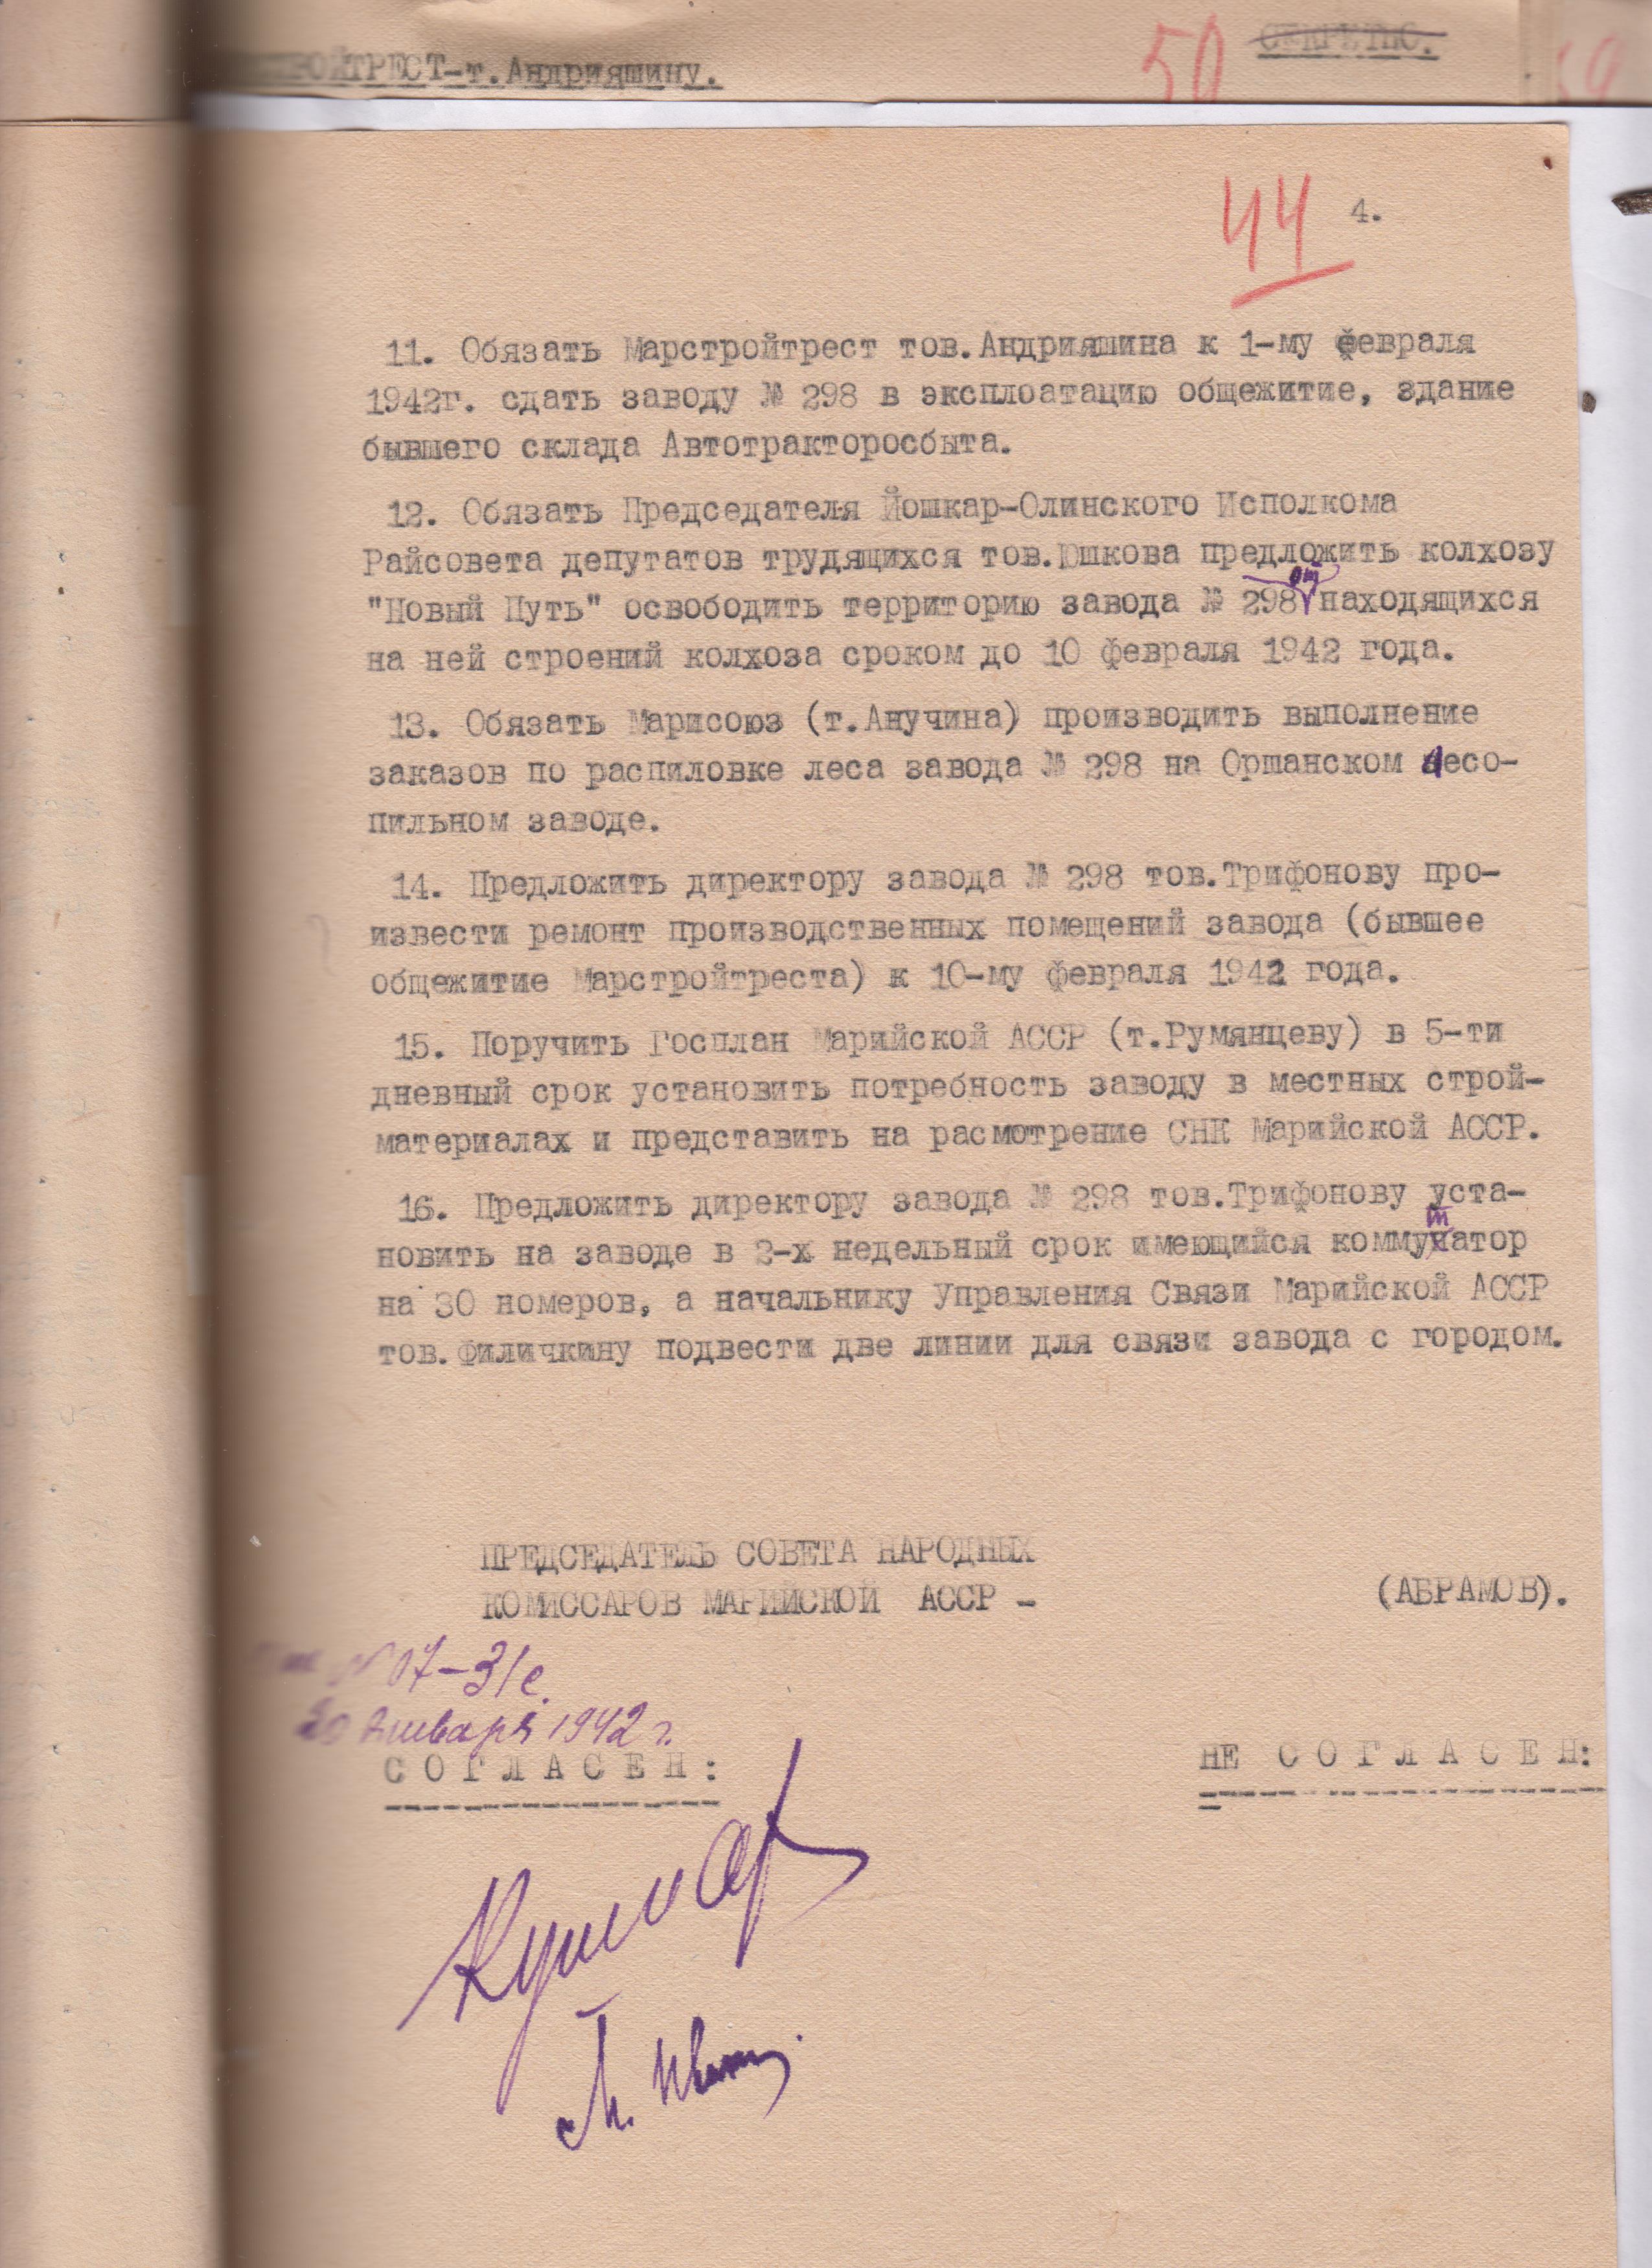 СТРОЙТРЕСТ-т.Андрияшину.
50
СЕКРЕТНО.
44
4.
11. Обязать Марстройтрест тов.Андрияшина к 1-му февраля
1942г. сдать заводу № 298 в эксплоатацию общежитие, здание
бывшего склада Автотракторосбыта.
12. Обязать Председателя Йошкар-Олинского Исполкома
Райсовета депутатов трудящихся тов.Юшкова предложить колхозу
"Новый Путь" освободить территорию завода № 298 от находящихся
на ней строений колхоза сроком до 10 февраля 1942 года.
13. Обязать Марисоюз (т.Анучина) производить выполнение
заказов по распиловке леса завода № 298 на Оршанском лесо-
пильном заводе.
14. Предложить директору завода № 298 тов.Трифонову про-
извести ремонт производственных помещений завода (бывшее
общежитие Марстройтреста) к 10-му февраля 1942 года.
15. Поручить Госплан Марийской АССР (т.Румянцеву) в 5-ти
дневный срок установить потребность заводу в местных строй-
материалах и представить на расмотрение СНК Марийской АССР.
16. Предложить директору завода № 298 тов.Трифонову уста-
новить на заводе в 2-х недельный срок имеющийся коммутатор
на 30 номеров, а начальнику Управления Связи Марийской АССР
тов.Филичкину подвести две линии для связи завода с городом.
ПРЕДСЕДАТЕЛЬ СОВЕТА НАРОДНЫХ
КОМИССАРОВ МАРИЙСКОЙ АССР - (АБРАМОВ).
№ 07-31с.
20 Января 1942 г.
СОГЛАСЕН: НЕ СОГЛАСЕН: